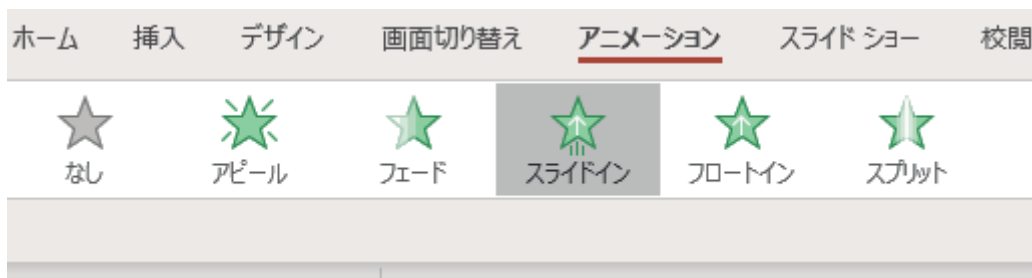 ホーム 挿入 デザイン 画面切り替え アニメーション スライド ショー 校閲
なし アピール フェード スライドイン フロートイン スプリット